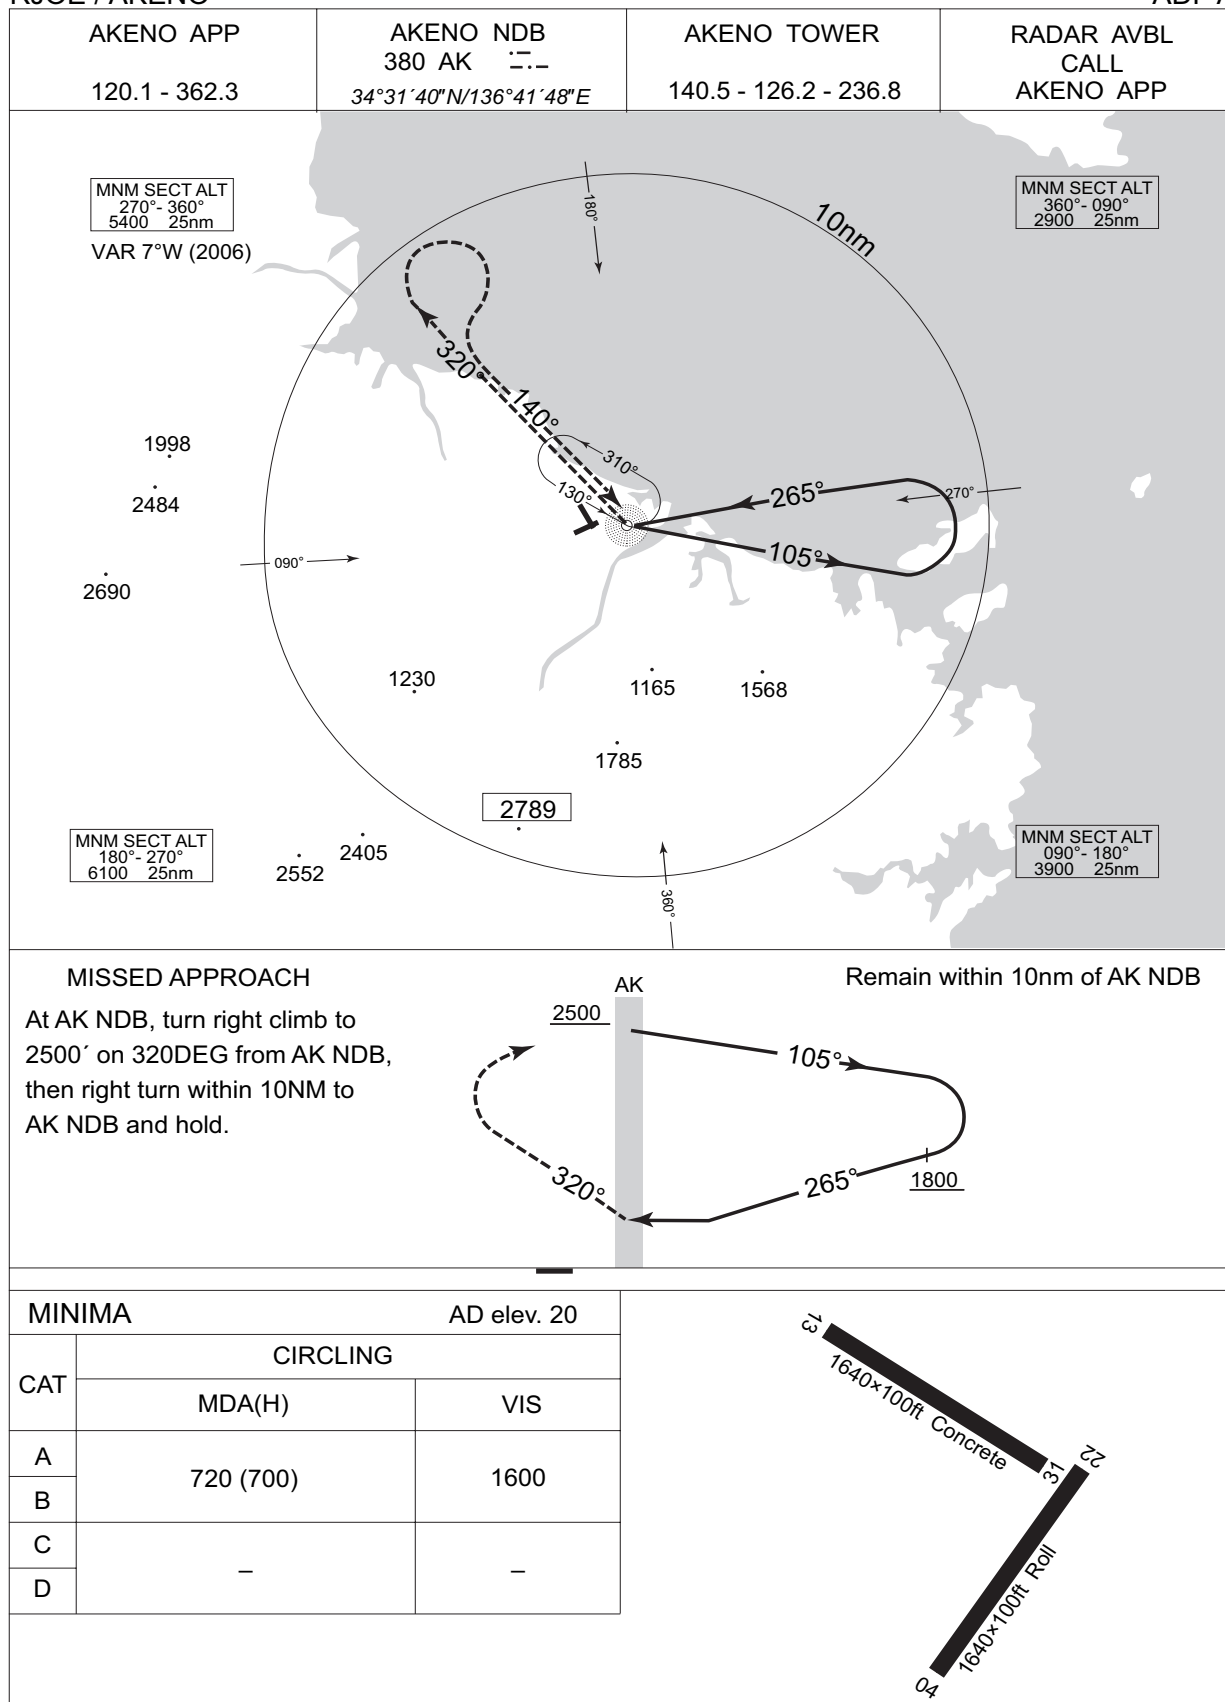 AKENO APP
120.1 - 362.3
AKENO NDB
380 AK
34°31´40"N/136°41´48"E
AKENO TOWER
140.5 - 126.2 - 236.8
RADAR AVBL
CALL
AKENO APP
MNM SECT ALT
270°- 360°
5400 25nm
VAR 7°W (2006)
MNM SECT ALT
360°- 090°
2900 25nm
180°
10nm
320°
140°
310°
130°
265°
270°
105°
090°
1998
2484
2690
1230
1165
1568
1785
2789
2405
2552
360°
MNM SECT ALT
180°- 270°
6100 25nm
MNM SECT ALT
090°- 180°
3900 25nm
MISSED APPROACH
At AK NDB, turn right climb to
2500´ on 320DEG from AK NDB,
then right turn within 10NM to
AK NDB and hold.
AK
Remain within 10nm of AK NDB
2500
105°
320°
265°
1800
MINIMA
AD elev. 20
CAT
CIRCLING
MDA(H)
VIS
A
B
720 (700)
1600
C
D
–
–
13
1640×100ft Concrete
31
22
1640×100ft Roll
04